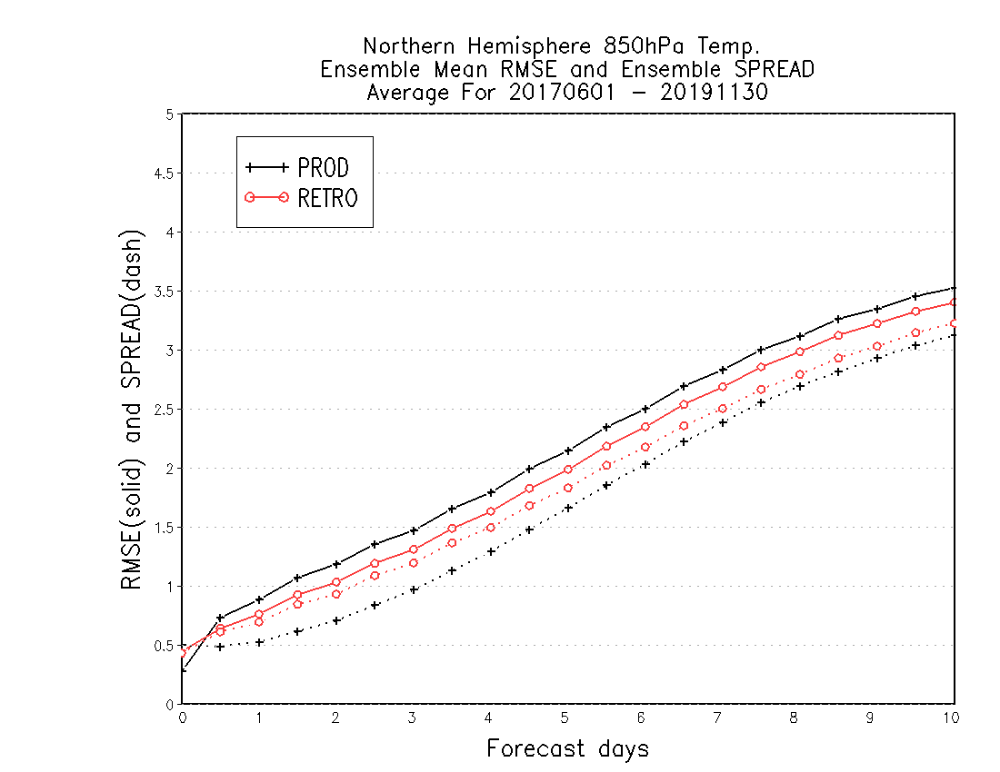 Northern Hemisphere 850hPa Temp.
Ensemble Mean RMSE and Ensemble SPREAD
Average For 20170601 - 20191130
PROD
RETRO
RMSE(solid) and SPREAD(dash)
5
4.5
4
3.5
3
2.5
2
1.5
1
0.5
0
0 1 2 3 4 5 6 7 8 9 10
Forecast days